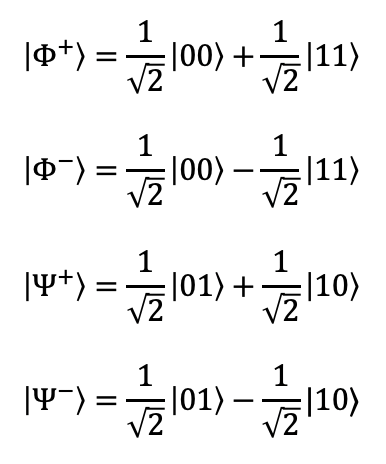 |Φ⁺⟩ = 1/√2 |00⟩ + 1/√2 |11⟩
|Φ⁻⟩ = 1/√2 |00⟩ − 1/√2 |11⟩
|Ψ⁺⟩ = 1/√2 |01⟩ + 1/√2 |10⟩
|Ψ⁻⟩ = 1/√2 |01⟩ − 1/√2 |10⟩